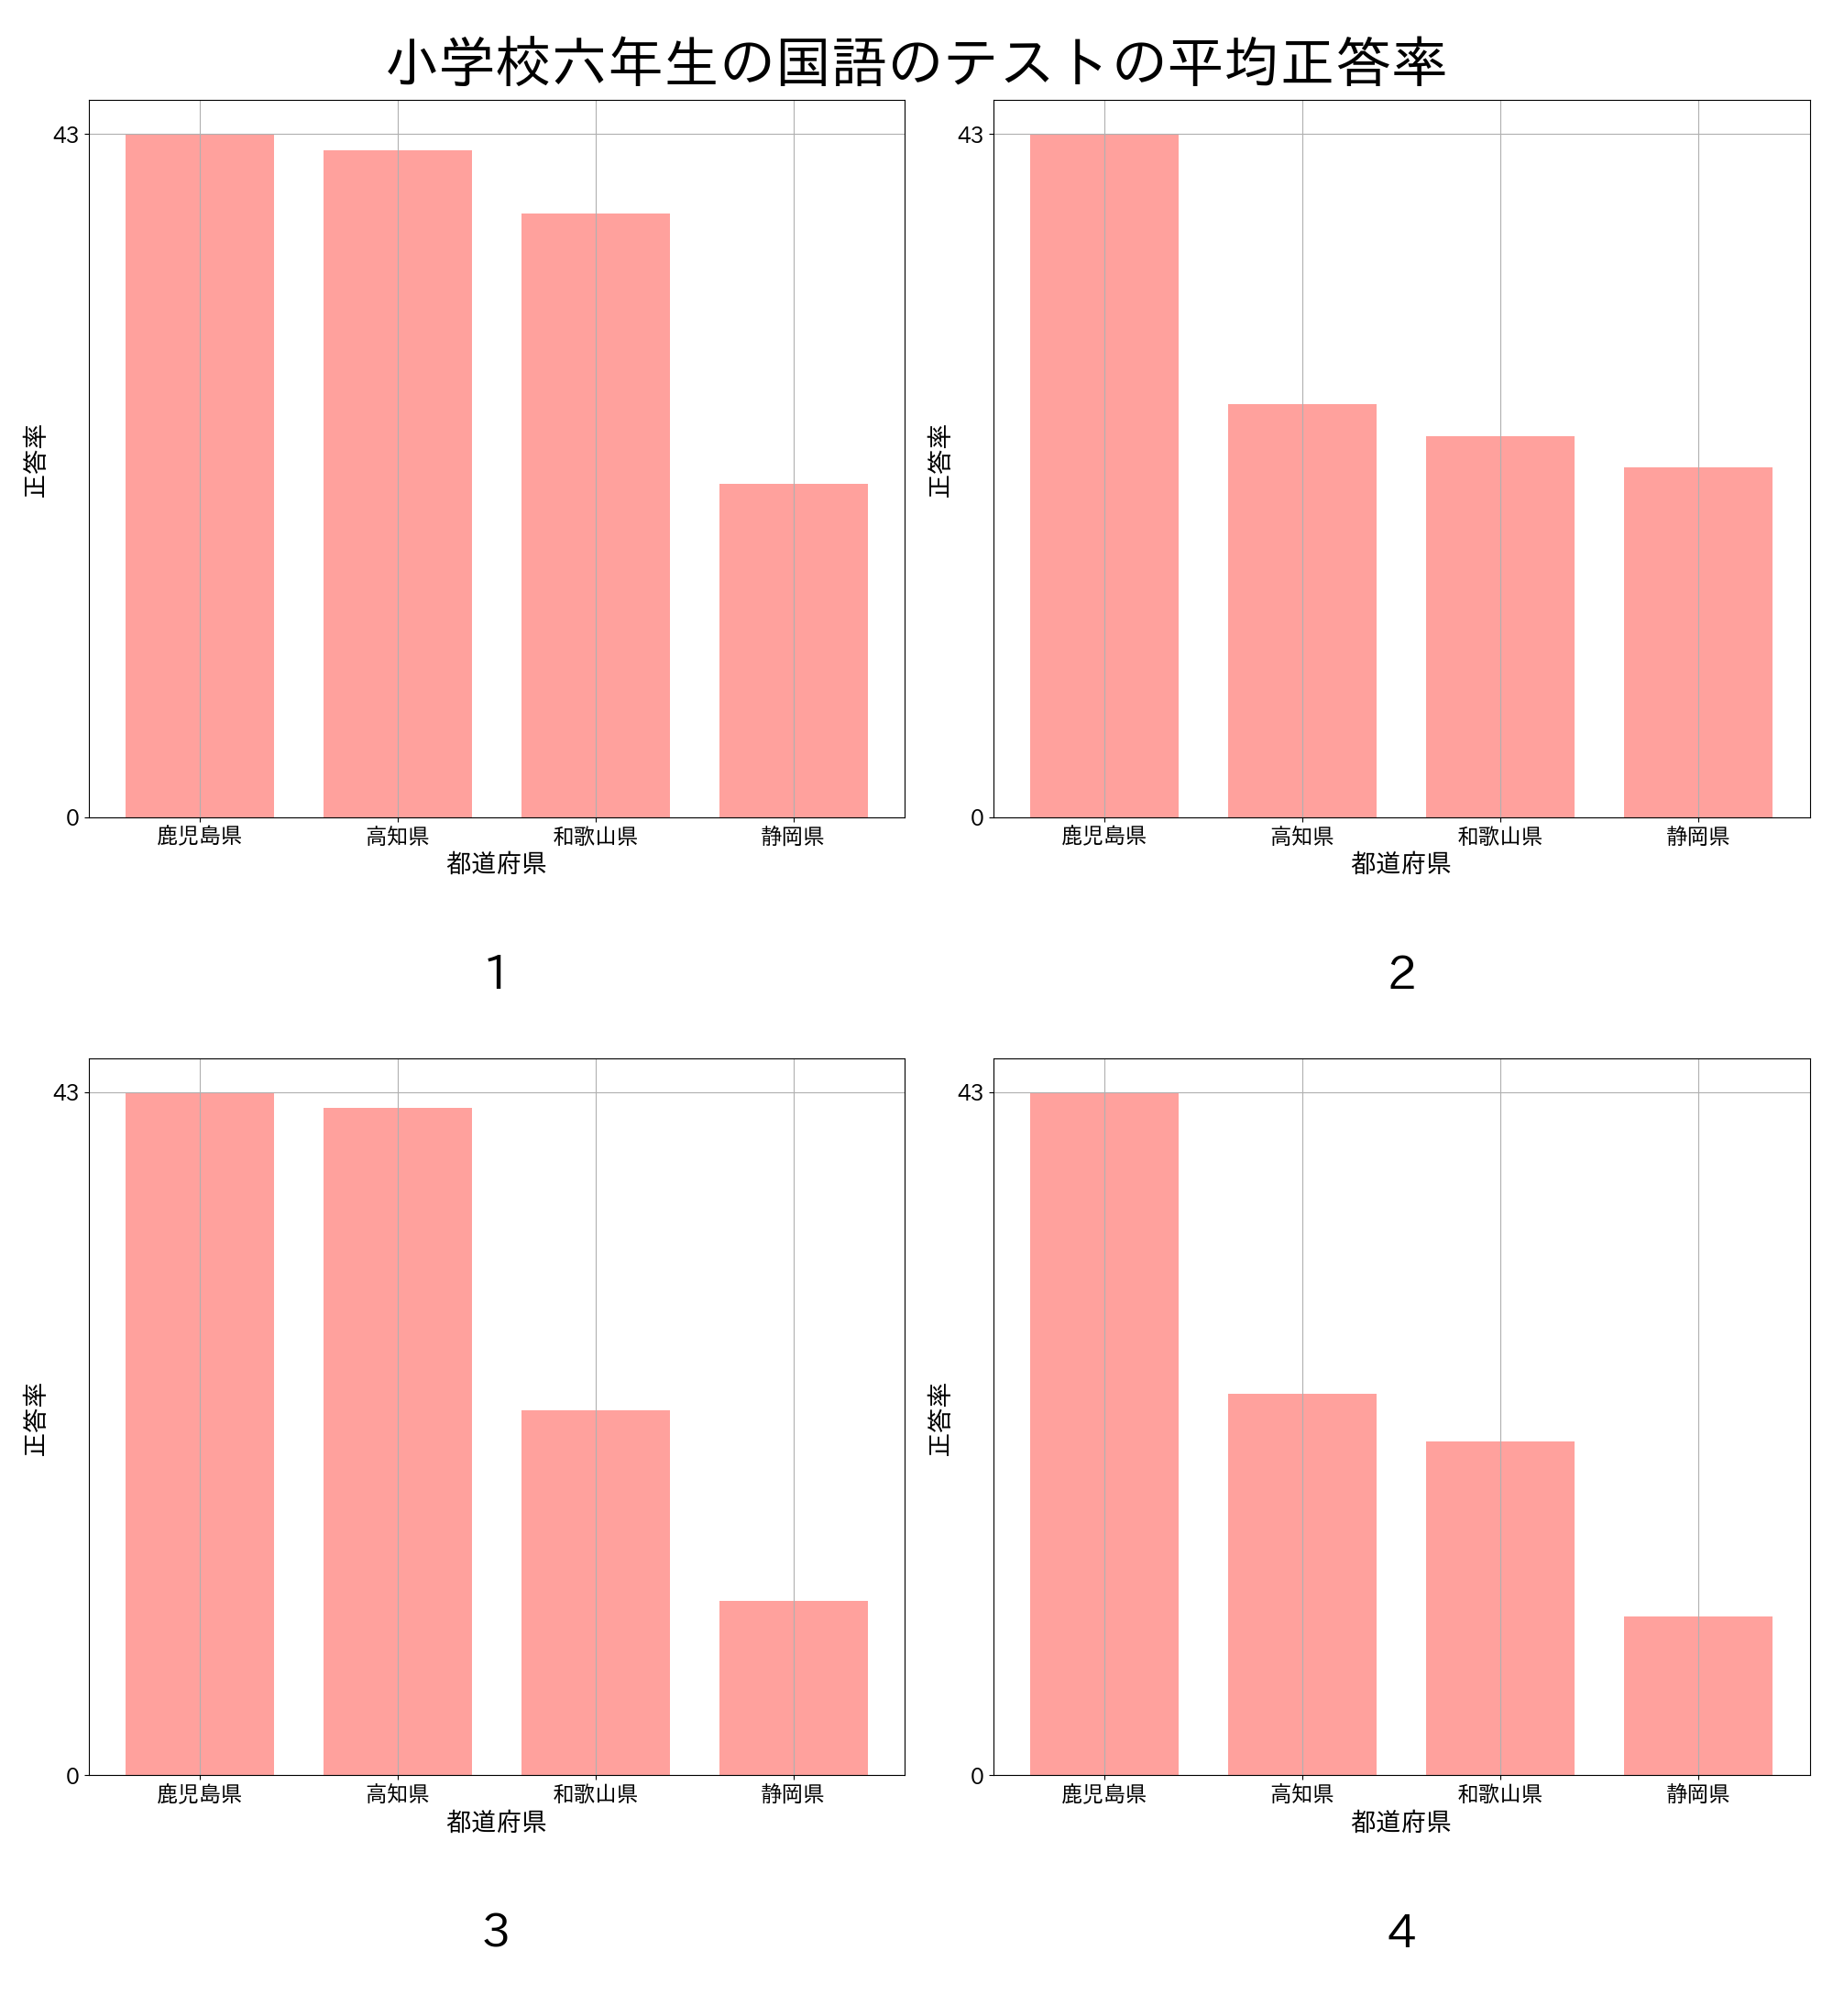 小学校六年生の国語のテストの平均正答率
43
正答率
0
鹿児島県 高知県 和歌山県 静岡県
都道府県
1
43
正答率
0
鹿児島県 高知県 和歌山県 静岡県
都道府県
2
43
正答率
0
鹿児島県 高知県 和歌山県 静岡県
都道府県
3
43
正答率
0
鹿児島県 高知県 和歌山県 静岡県
都道府県
4